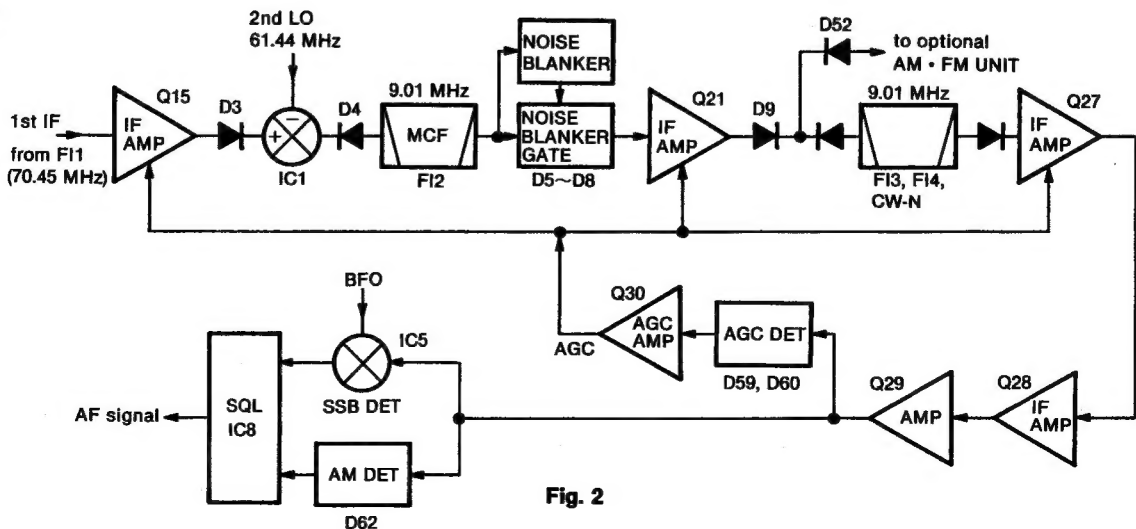 2nd LO
61.44 MHz
1st IF
from FI1
(70.45 MHz)
Q15
IF
AMP
D3
− +
IC1
D4
9.01 MHz
MCF
FI2
NOISE
BLANKER
NOISE
BLANKER
GATE
D5~D8
Q21
IF
AMP
D9
D52
to optional
AM • FM UNIT
9.01 MHz
FI3, FI4,
CW-N
Q27
IF
AMP
BFO
IC5
SSB DET
SQL
IC8
AF signal
AM DET
D62
Q30
AGC
AMP
AGC
AGC DET
D59, D60
Q29
AMP
Q28
IF
AMP
Fig. 2